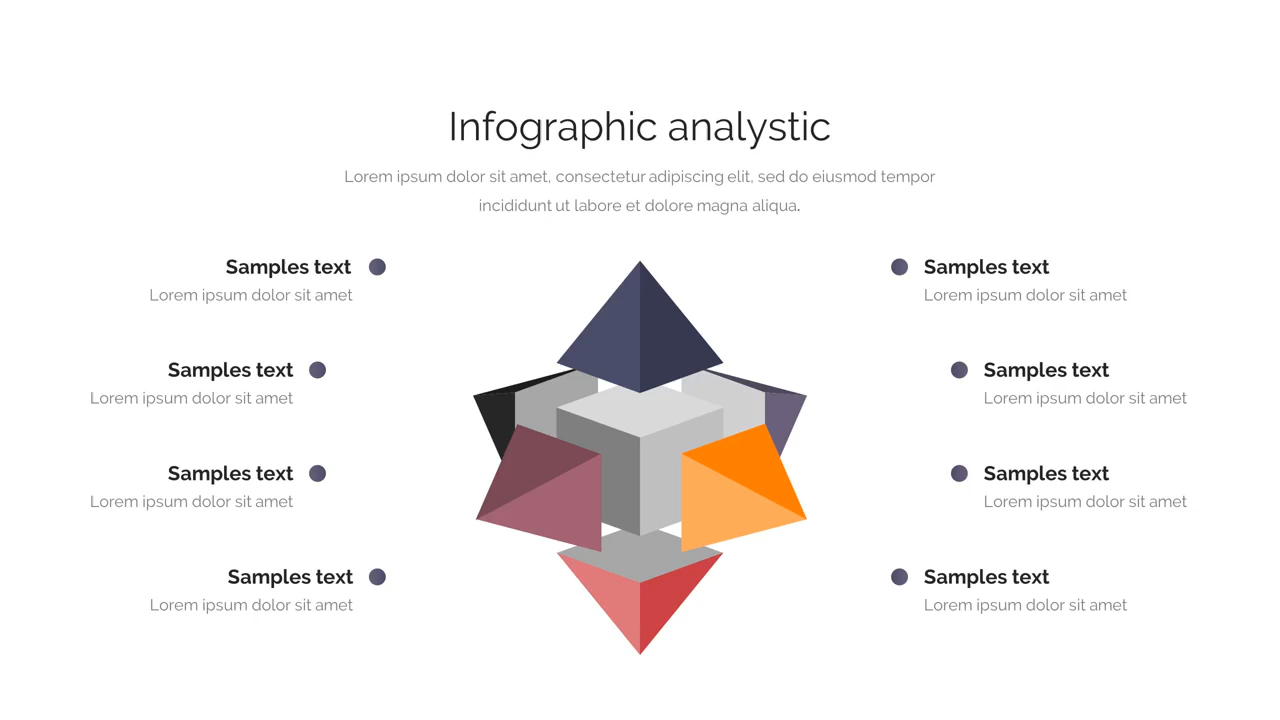 Infographic analystic
Lorem ipsum dolor sit amet, consectetur adipiscing elit, sed do eiusmod tempor
incididunt ut labore et dolore magna aliqua.
Samples text
Lorem ipsum dolor sit amet
Samples text
Lorem ipsum dolor sit amet
Samples text
Lorem ipsum dolor sit amet
Samples text
Lorem ipsum dolor sit amet
Samples text
Lorem ipsum dolor sit amet
Samples text
Lorem ipsum dolor sit amet
Samples text
Lorem ipsum dolor sit amet
Samples text
Lorem ipsum dolor sit amet